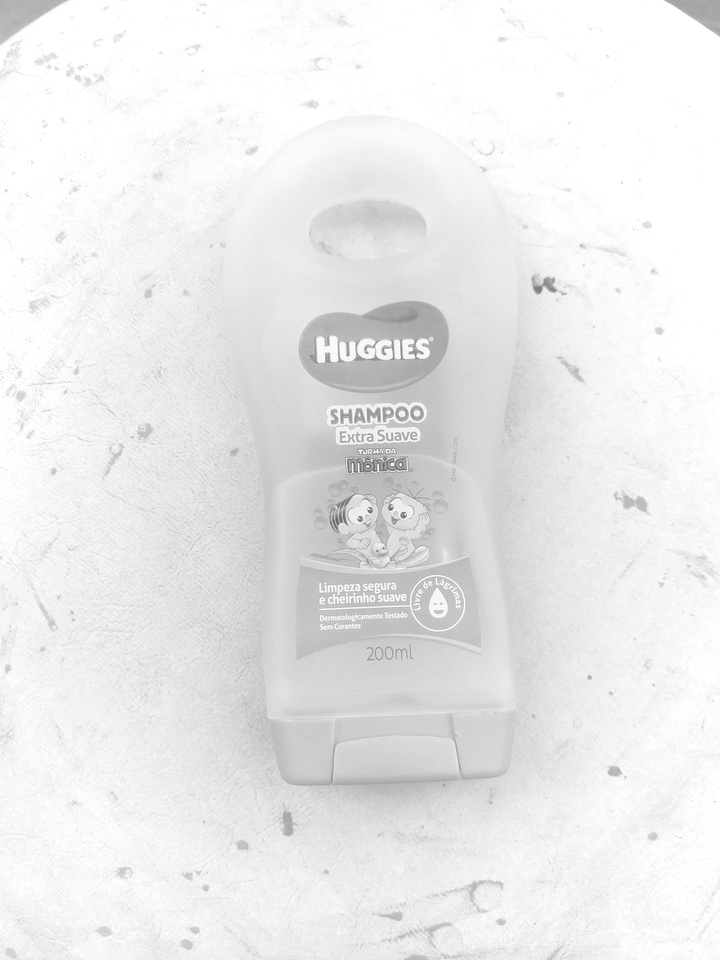 HUGGIES®
SHAMPOO
Extra Suave
TURMA DA
Mônica
Limpeza segura
e cheirinho suave
Dermatologicamente Testado
Sem Corantes
Livre de Lágrimas
200ml